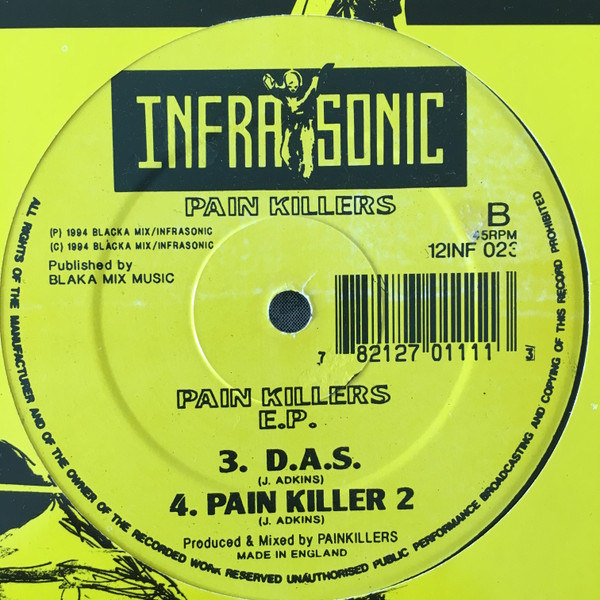 INFRASONIC
PAIN KILLERS
(P) 1994 BLACKA MIX/INFRASONIC
(C) 1994 BLACKA MIX/INFRASONIC
Published by
BLAKA MIX MUSIC
B
45RPM
12INF 023
7 82127 01111 3
PAIN KILLERS
E.P.
3. D.A.S.
(J. ADKINS)
4. PAIN KILLER 2
(J. ADKINS)
Produced & Mixed by PAINKILLERS
MADE IN ENGLAND
ALL RIGHTS OF THE MANUFACTURER AND OF THE OWNER OF THE RECORDED WORK RESERVED UNAUTHORISED PUBLIC PERFORMANCE BROADCASTING AND COPYING OF THIS RECORD PROHIBITED